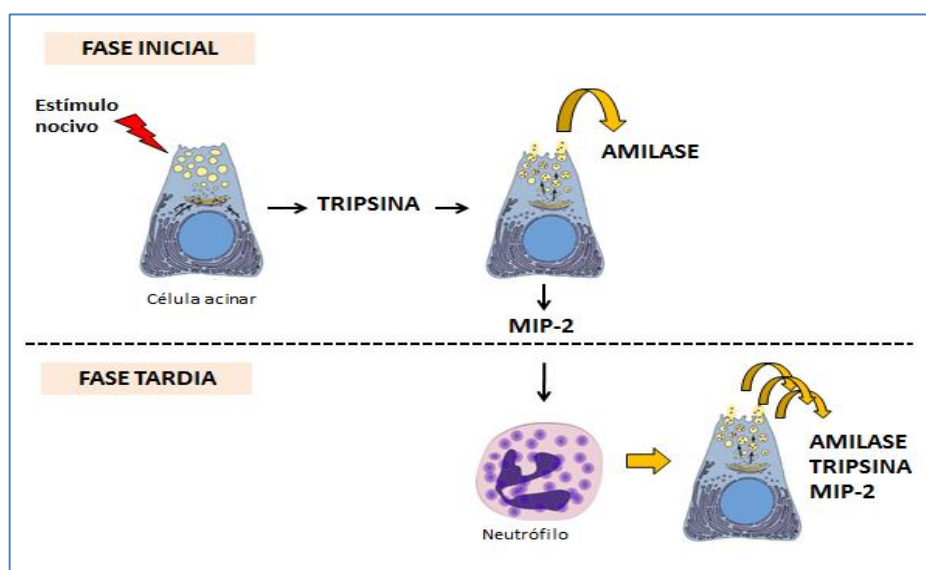 FASE INICIAL
Estímulo
nocivo
TRIPSINA
AMILASE
Célula acinar
MIP-2
FASE TARDIA
AMILASE
TRIPSINA
MIP-2
Neutrófilo